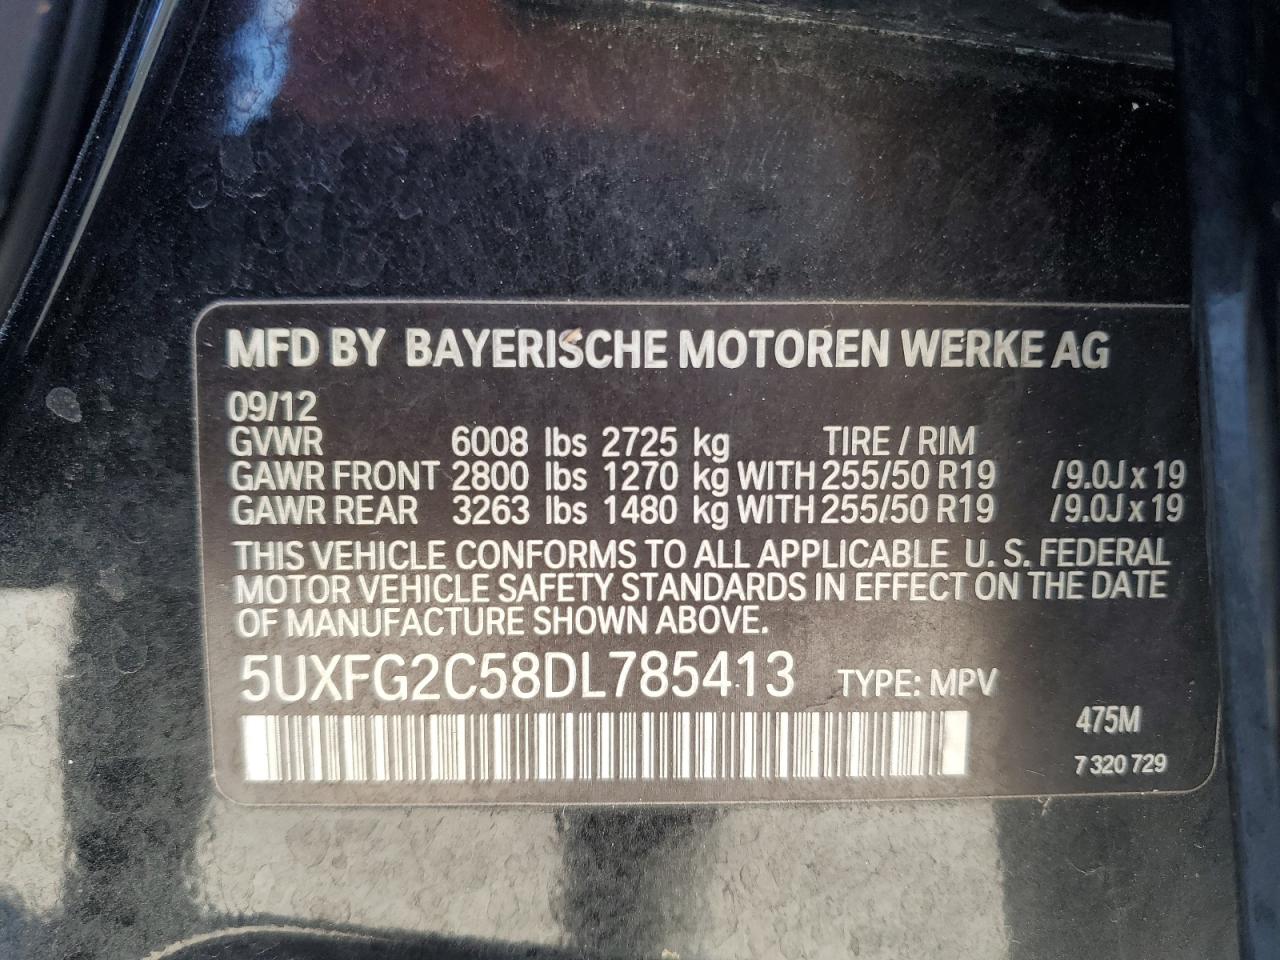 MFD BY BAYERISCHE MOTOREN WERKE AG
09/12
GVWR 6008 lbs 2725 kg TIRE / RIM
GAWR FRONT 2800 lbs 1270 kg WITH 255/50 R19 /9.0J x 19
GAWR REAR 3263 lbs 1480 kg WITH 255/50 R19 /9.0J x 19
THIS VEHICLE CONFORMS TO ALL APPLICABLE U. S. FEDERAL
MOTOR VEHICLE SAFETY STANDARDS IN EFFECT ON THE DATE
OF MANUFACTURE SHOWN ABOVE.
5UXFG2C58DL785413 TYPE: MPV
475M
7 320 729